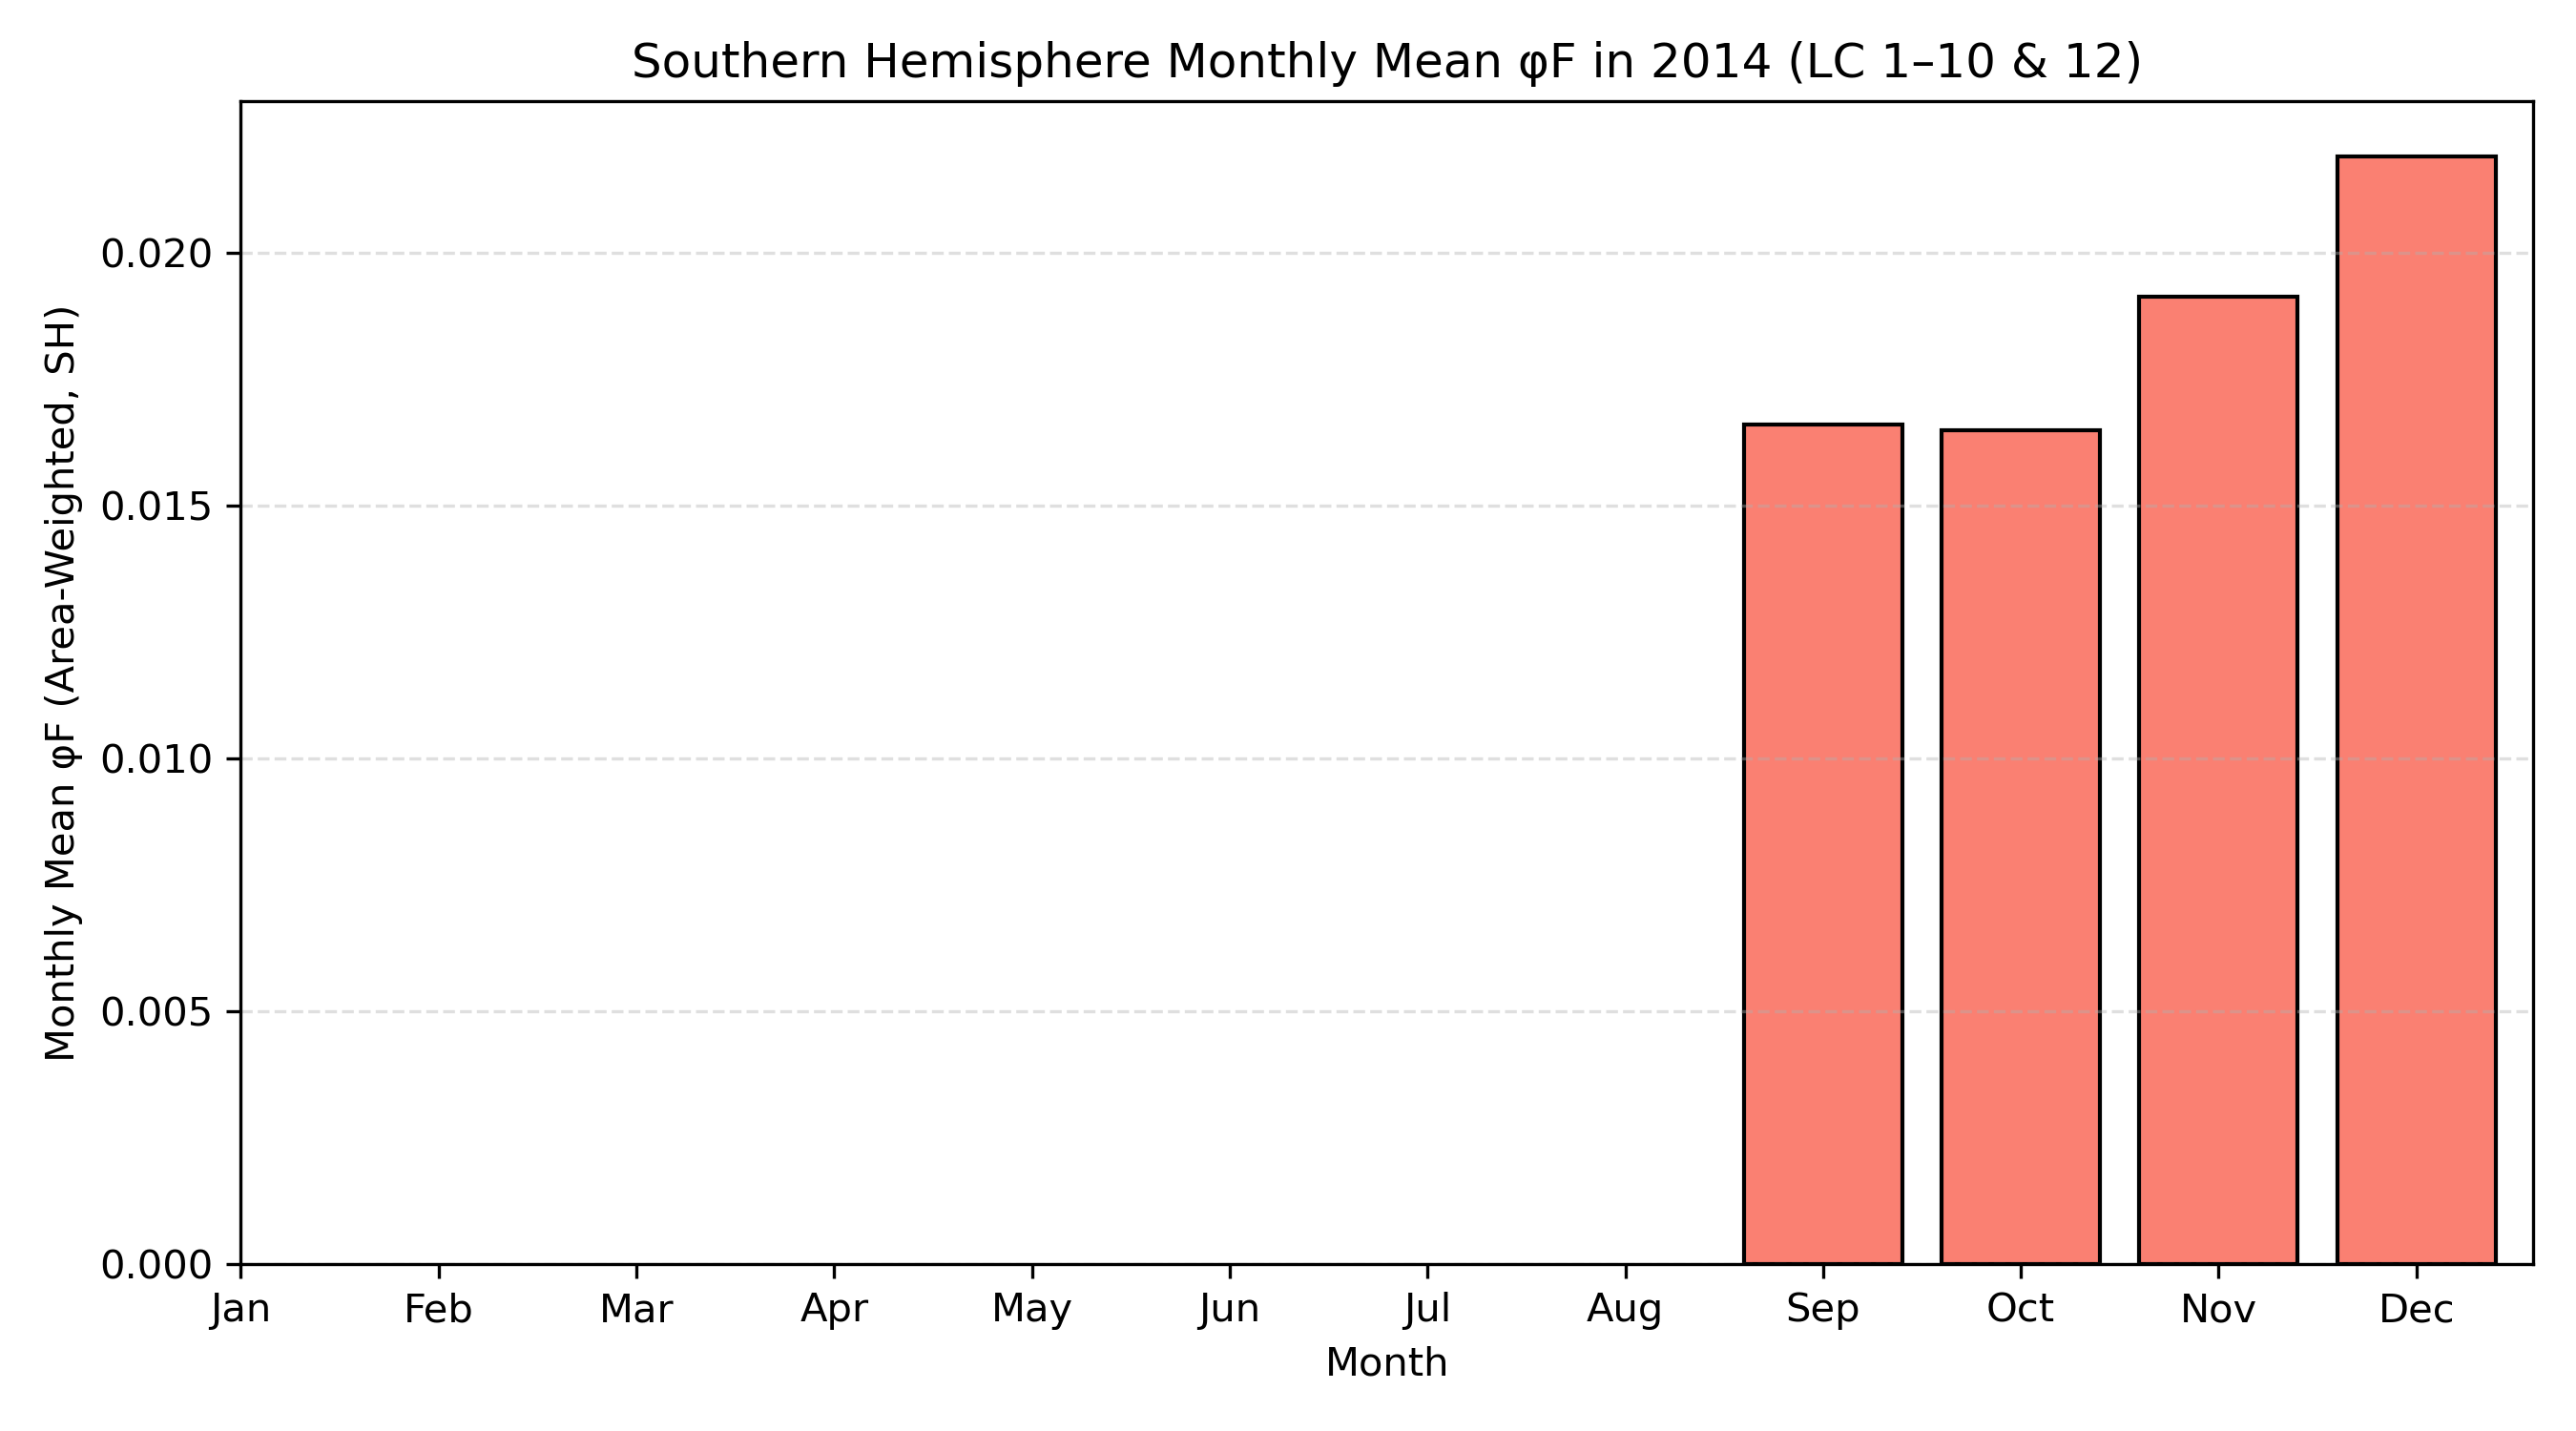 Southern Hemisphere Monthly Mean φF in 2014 (LC 1–10 & 12)
Monthly Mean φF (Area-Weighted, SH)
0.020
0.015
0.010
0.005
0.000
Jan Feb Mar Apr May Jun Jul Aug Sep Oct Nov Dec
Month